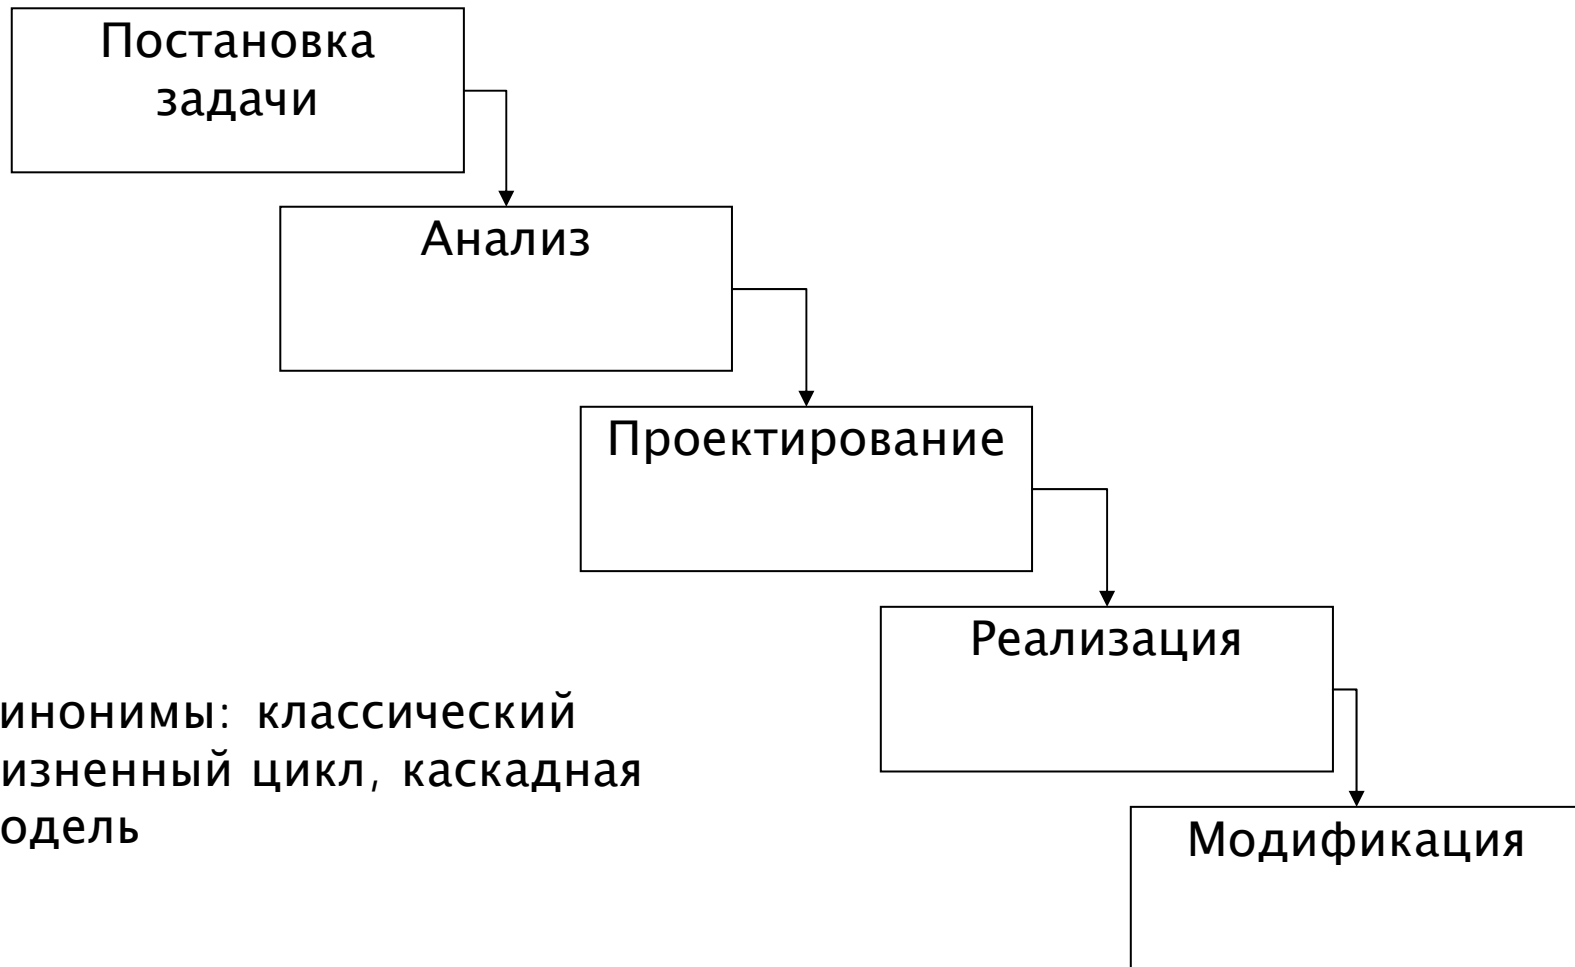 Постановка
задачи
Анализ
Проектирование
Реализация
инонимы: классический
изненный цикл, каскадная
одель
Модификация